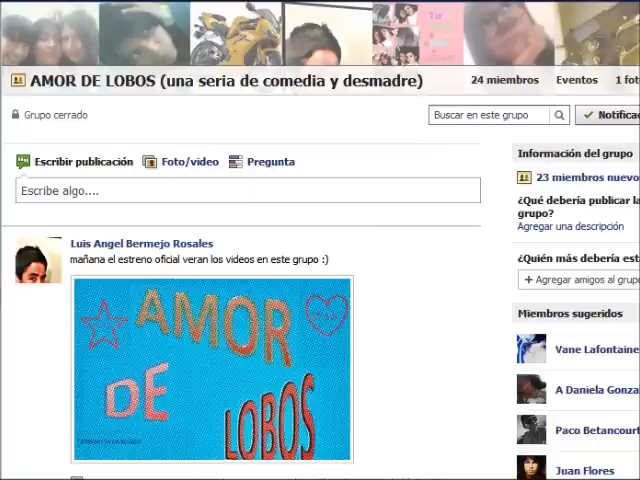 AMOR DE LOBOS (una seria de comedia y desmadre)
24 miembros
Eventos
1 fot
Grupo cerrado
Buscar en este grupo
Notificac
Escribir publicación
Foto/video
Pregunta
Escribe algo....
Información del grupo
23 miembros nuevo
¿Qué debería publicar la
grupo?
Agregar una descripción
¿Quién más debería est
+ Agregar amigos al grupo
Miembros sugeridos
Vane Lafontaine
A Daniela Gonza
Paco Betancourt
Juan Flores
Luis Angel Bermejo Rosales
mañana el estreno oficial veran los videos en este grupo :)
AMOR
DE
LOBOS